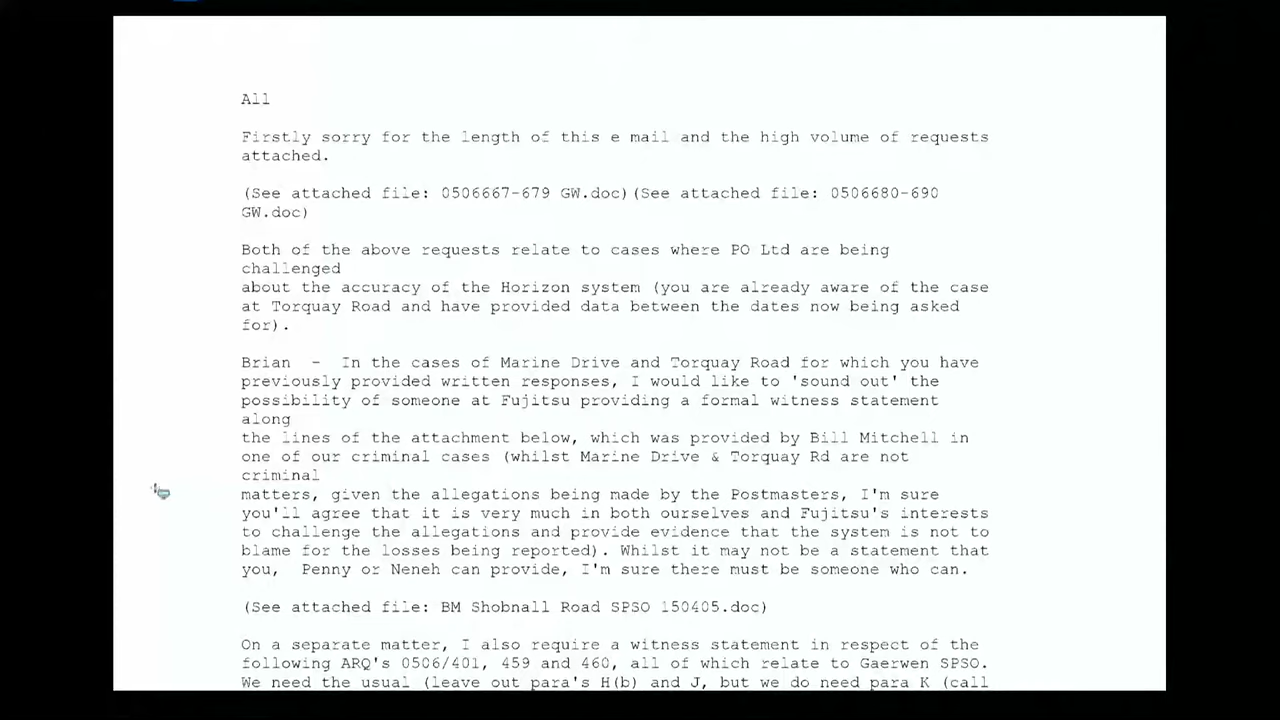 All
Firstly sorry for the length of this e mail and the high volume of requests
attached.
(See attached file: 0506667-679 GW.doc)(See attached file: 0506680-690
GW.doc)
Both of the above requests relate to cases where PO Ltd are being
challenged
about the accuracy of the Horizon system (you are already aware of the case
at Torquay Road and have provided data between the dates now being asked
for).
Brian  -  In the cases of Marine Drive and Torquay Road for which you have
previously provided written responses, I would like to 'sound out' the
possibility of someone at Fujitsu providing a formal witness statement
along
the lines of the attachment below, which was provided by Bill Mitchell in
one of our criminal cases (whilst Marine Drive & Torquay Rd are not
criminal
matters, given the allegations being made by the Postmasters, I'm sure
you'll agree that it is very much in both ourselves and Fujitsu's interests
to challenge the allegations and provide evidence that the system is not to
blame for the losses being reported). Whilst it may not be a statement that
you,  Penny or Neneh can provide, I'm sure there must be someone who can.
(See attached file: BM Shobnall Road SPSO 150405.doc)
On a separate matter, I also require a witness statement in respect of the
following ARQ's 0506/401, 459 and 460, all of which relate to Gaerwen SPSO.
We need the usual (leave out para's H(b) and J, but we do need para K (call